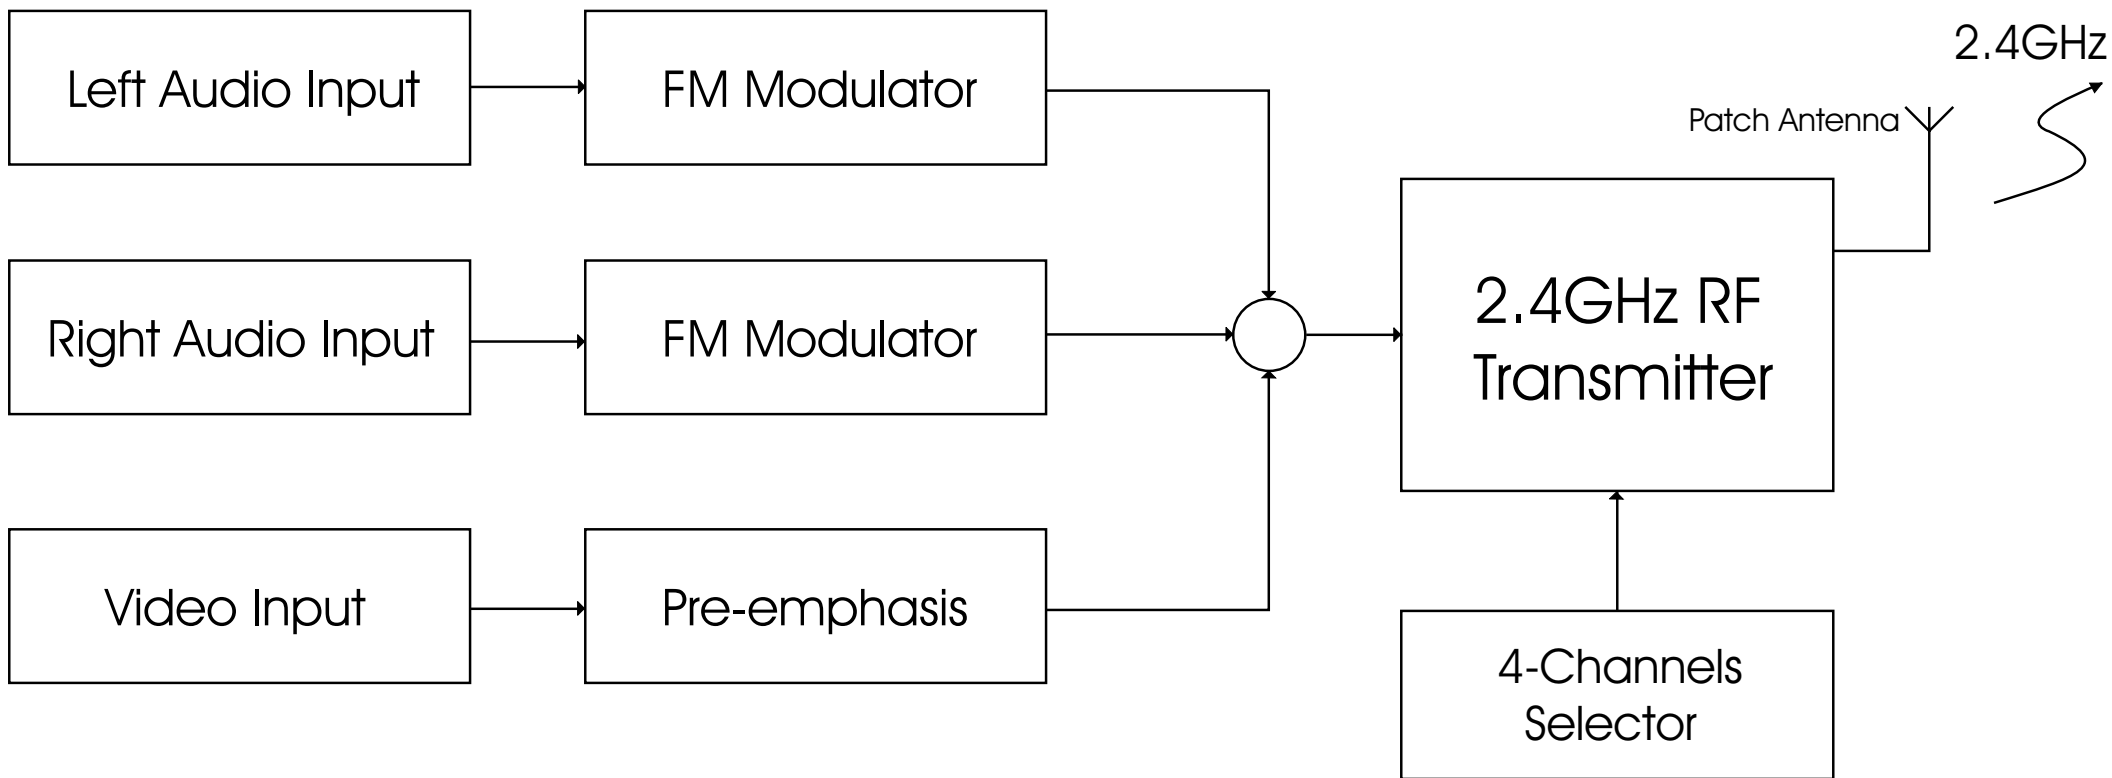 Left Audio Input
FM Modulator
2.4GHz
Patch Antenna
Right Audio Input
FM Modulator
2.4GHz RF
Transmitter
Video Input
Pre-emphasis
4-Channels
Selector